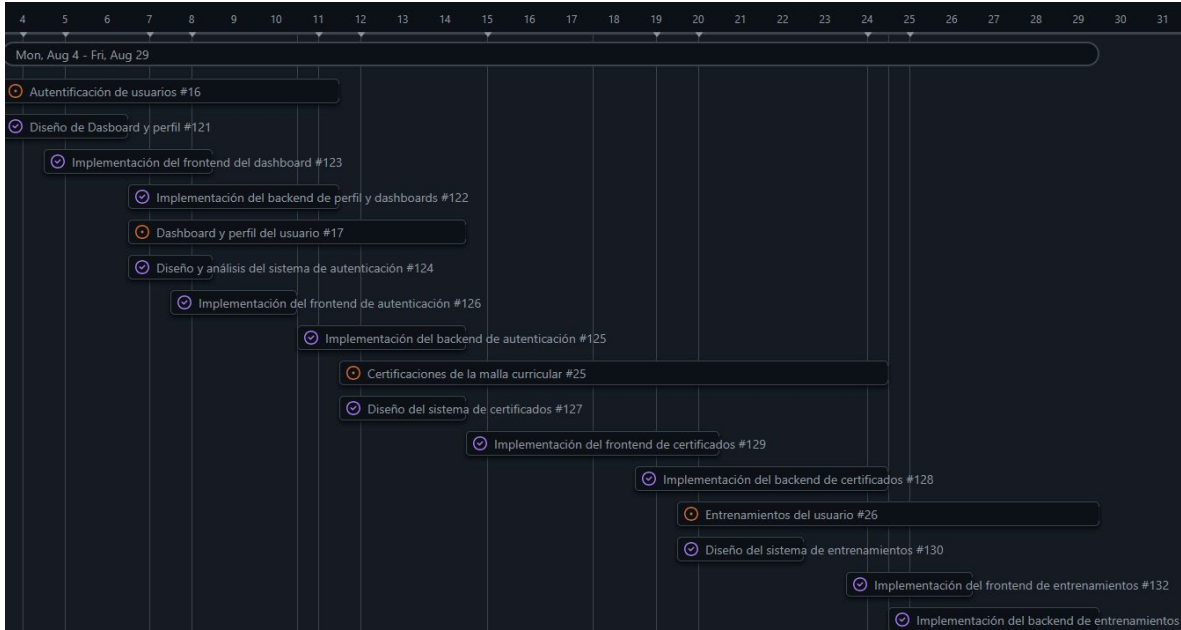 4 5 6 7 8 9 10 11 12 13 14 15 16 17 18 19 20 21 22 23 24 25 26 27 28 29 30 31
Mon, Aug 4 - Fri, Aug 29
Autentificación de usuarios #16
Diseño de Dasboard y perfil #121
Implementación del frontend del dashboard #123
Implementación del backend de perfil y dashboards #122
Dashboard y perfil del usuario #17
Diseño y análisis del sistema de autenticación #124
Implementación del frontend de autenticación #126
Implementación del backend de autenticación #125
Certificaciones de la malla curricular #25
Diseño del sistema de certificados #127
Implementación del frontend de certificados #129
Implementación del backend de certificados #128
Entrenamientos del usuario #26
Diseño del sistema de entrenamientos #130
Implementación del frontend de entrenamientos #132
Implementación del backend de entrenamientos